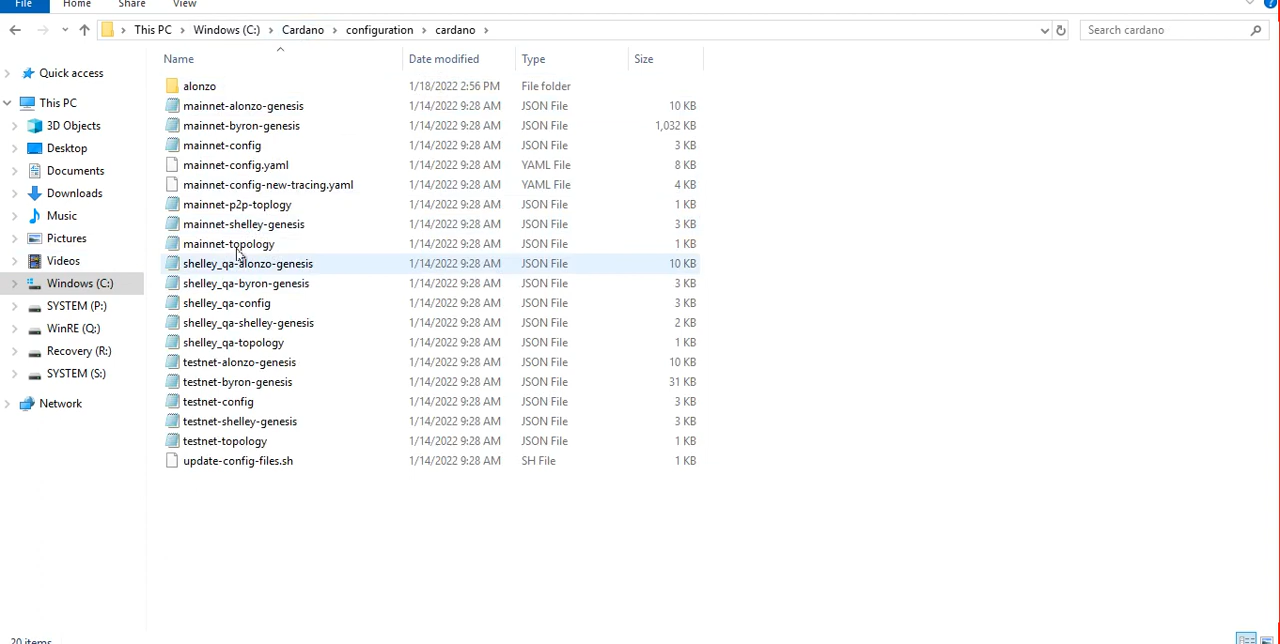 File Home Share View
This PC > Windows (C:) > Cardano > configuration > cardano >
Search cardano
Name Date modified Type Size
Quick access
This PC
3D Objects
Desktop
Documents
Downloads
Music
Pictures
Videos
Windows (C:)
SYSTEM (P:)
WinRE (Q:)
Recovery (R:)
SYSTEM (S:)
Network
alonzo 1/18/2022 2:56 PM File folder
mainnet-alonzo-genesis 1/14/2022 9:28 AM JSON File 10 KB
mainnet-byron-genesis 1/14/2022 9:28 AM JSON File 1,032 KB
mainnet-config 1/14/2022 9:28 AM JSON File 3 KB
mainnet-config.yaml 1/14/2022 9:28 AM YAML File 8 KB
mainnet-config-new-tracing.yaml 1/14/2022 9:28 AM YAML File 4 KB
mainnet-p2p-toplogy 1/14/2022 9:28 AM JSON File 1 KB
mainnet-shelley-genesis 1/14/2022 9:28 AM JSON File 3 KB
mainnet-topology 1/14/2022 9:28 AM JSON File 1 KB
shelley_qa-alonzo-genesis 1/14/2022 9:28 AM JSON File 10 KB
shelley_qa-byron-genesis 1/14/2022 9:28 AM JSON File 3 KB
shelley_qa-config 1/14/2022 9:28 AM JSON File 3 KB
shelley_qa-shelley-genesis 1/14/2022 9:28 AM JSON File 2 KB
shelley_qa-topology 1/14/2022 9:28 AM JSON File 1 KB
testnet-alonzo-genesis 1/14/2022 9:28 AM JSON File 10 KB
testnet-byron-genesis 1/14/2022 9:28 AM JSON File 31 KB
testnet-config 1/14/2022 9:28 AM JSON File 3 KB
testnet-shelley-genesis 1/14/2022 9:28 AM JSON File 3 KB
testnet-topology 1/14/2022 9:28 AM JSON File 1 KB
update-config-files.sh 1/14/2022 9:28 AM SH File 1 KB
20 items